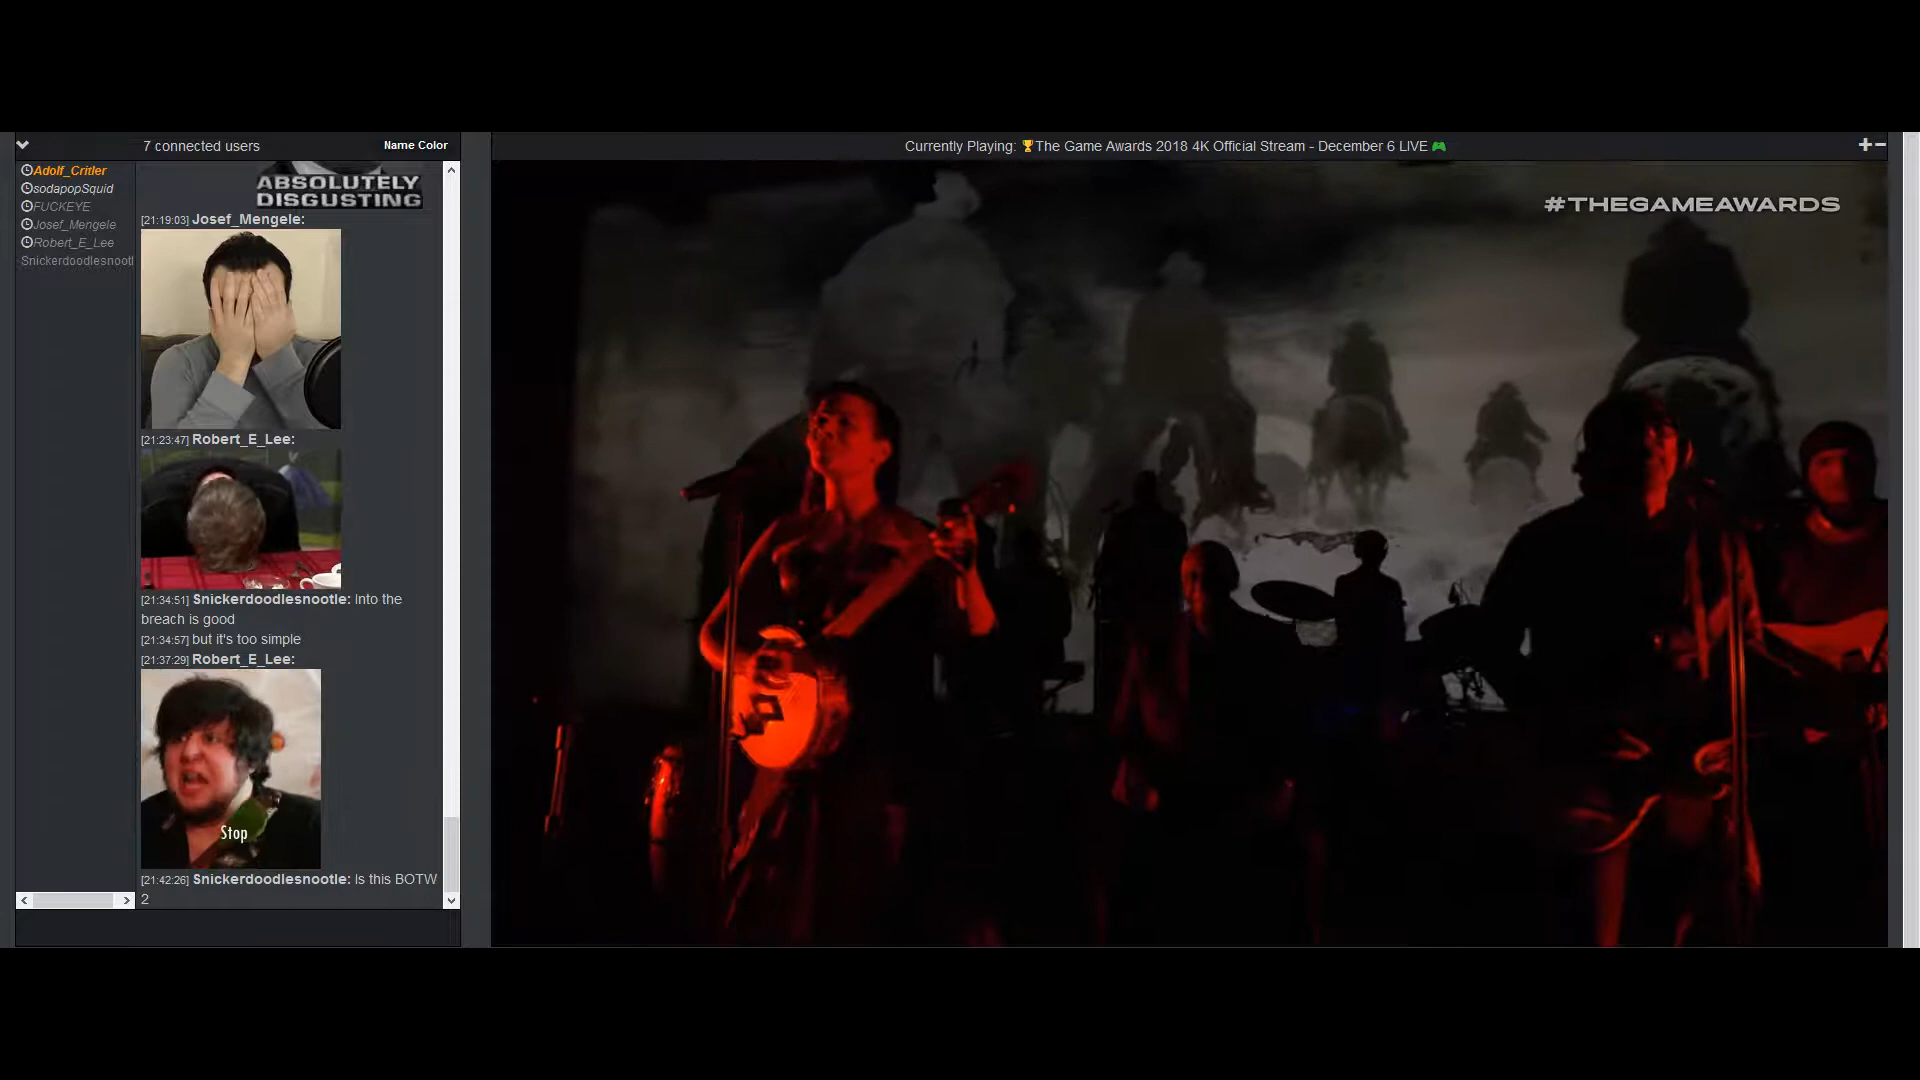 7 connected users
Name Color
Adolf_Critler
sodapopSquid
FUCKEYE
Josef_Mengele
Robert_E_Lee
Snickerdoodlesnootl
ABSOLUTELY
DISGUSTING
[21:19:03] Josef_Mengele:
[21:23:47] Robert_E_Lee:
[21:34:51] Snickerdoodlesnootle: into the
breach is good
[21:34:57] but it's too simple
[21:37:29] Robert_E_Lee:
Stop
[21:42:26] Snickerdoodlesnootle: is this BOTW
2
Currently Playing: 🏆The Game Awards 2018 4K Official Stream - December 6 LIVE 🎮
#THEGAMEAWARDS